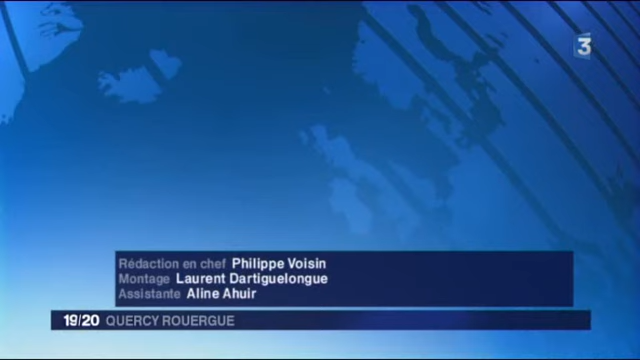 3
Rédaction en chef Philippe Voisin
Montage Laurent Dartiguelongue
Assistante Aline Ahuir
19/20 QUERCY ROUERGUE